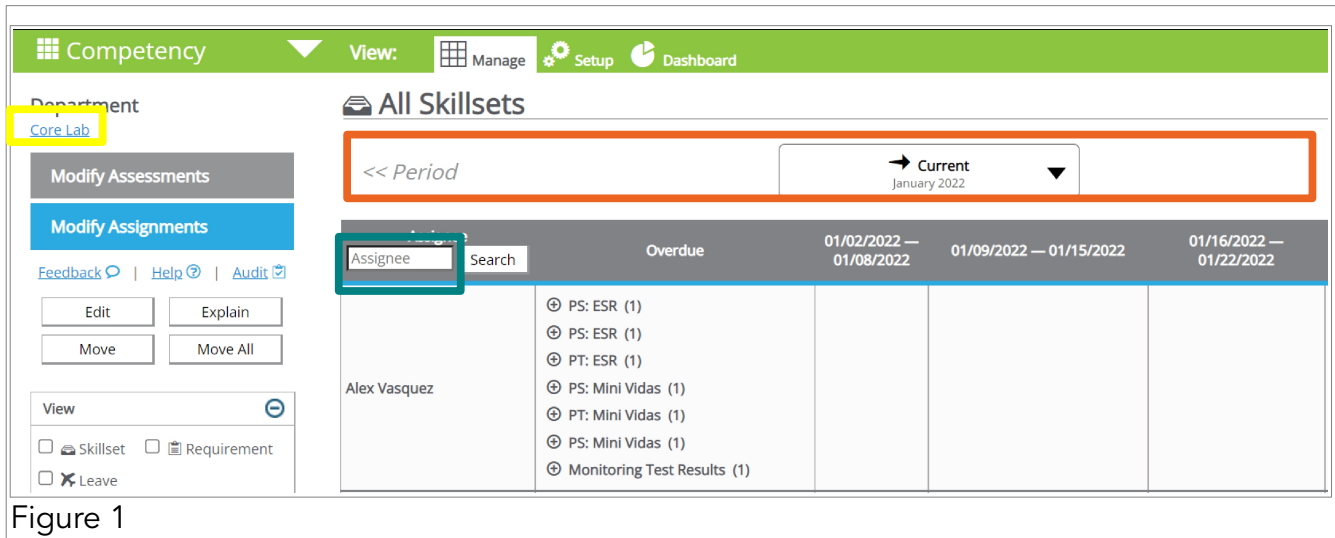 Competency
View:
Manage
Setup
Dashboard
Department
Core Lab
Modify Assessments
Modify Assignments
Feedback | Help | Audit
Edit
Explain
Move
Move All
View
Skillset
Requirement
Leave
All Skillsets
<< Period
Current
January 2022
Assignee
Assignee
Search
Overdue
01/02/2022 —
01/08/2022
01/09/2022 — 01/15/2022
01/16/2022 —
01/22/2022
Alex Vasquez
PS: ESR (1)
PS: ESR (1)
PT: ESR (1)
PS: Mini Vidas (1)
PT: Mini Vidas (1)
PS: Mini Vidas (1)
Monitoring Test Results (1)
Figure 1